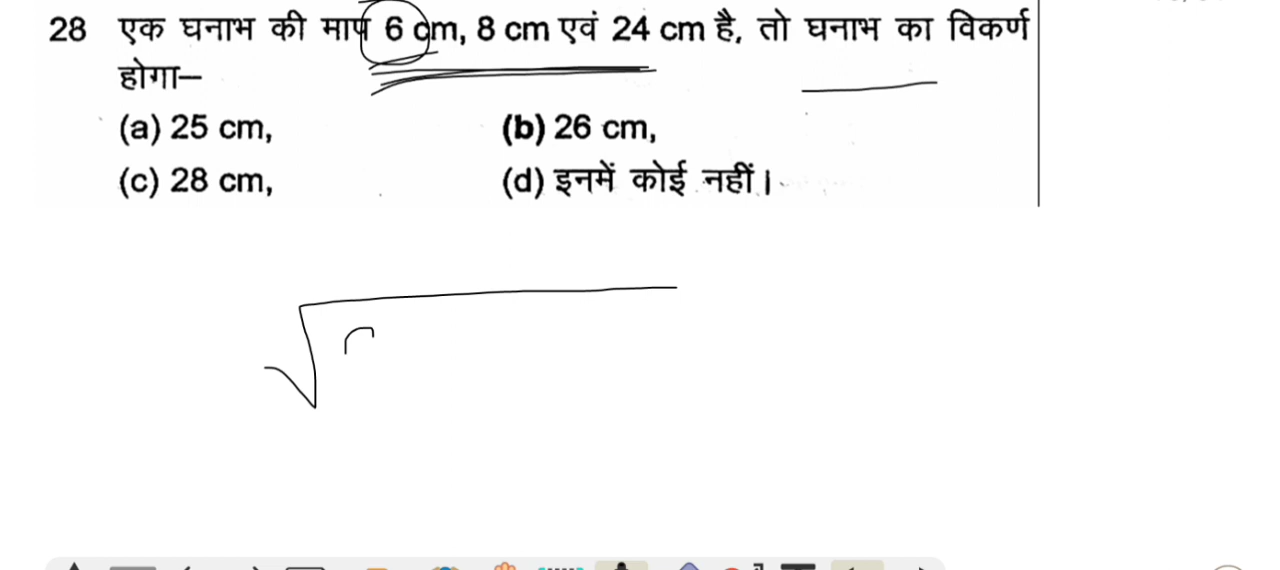 28 एक घनाभ की माप 6 cm, 8 cm एवं 24 cm है, तो घनाभ का विकर्ण
होगा—
(a) 25 cm, (b) 26 cm,
(c) 28 cm, (d) इनमें कोई नहीं।
√